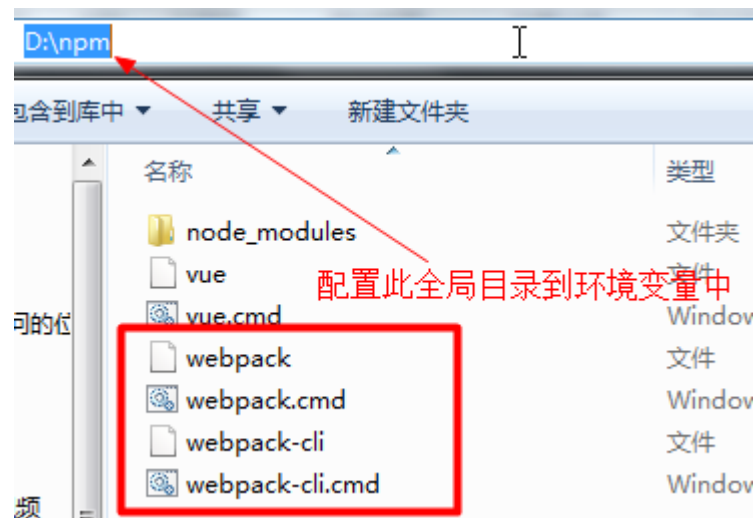 D:\npm
包含到库中 共享 新建文件夹
名称 类型
node_modules 文件夹
vue 文件
配置此全局目录到环境变量中
vue.cmd Window
问的位
webpack 文件
webpack.cmd Window
webpack-cli 文件
webpack-cli.cmd Window
频